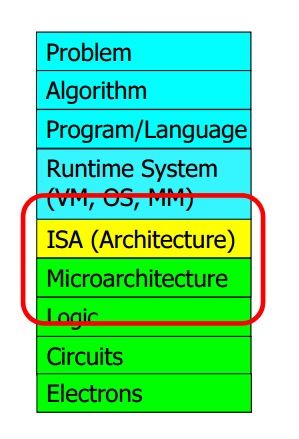 Problem
Algorithm
Program/Language
Runtime System
(VM, OS, MM)
ISA (Architecture)
Microarchitecture
Logic
Circuits
Electrons